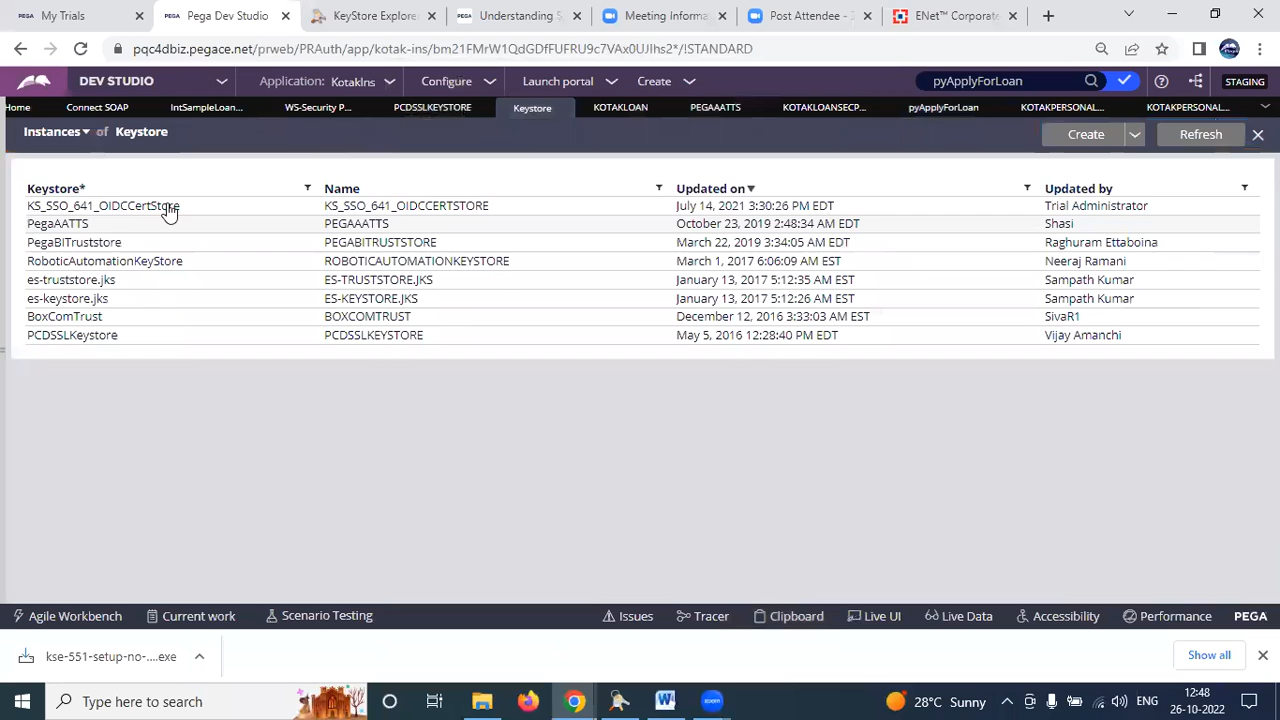 My Trials
PEGA Pega Dev Studio
KeyStore Explore
PEGA Understanding S
Meeting Informa
Post Attendee - Z
ENet™ Corporate
pqc4dbiz.pegace.net/prweb/PRAuth/app/kotak-ins/bm21FMrW1QdGDfFUFRU9c7VAx0UJIhs2*/!STANDARD
DEV STUDIO
Application: KotakIns
Configure
Launch portal
Create
pyApplyForLoan
STAGING
Home
Connect SOAP
IntSampleLoan...
WS-Security P...
PCDSSLKEYSTORE
Keystore
KOTAKLOAN
PEGAAATTS
KOTAKLOANSECP...
pyApplyForLoan
KOTAKPERSONAL...
KOTAKPERSONAL...
Instances of Keystore
Create
Refresh
Keystore* Name Updated on Updated by
KS_SSO_641_OIDCCertStore KS_SSO_641_OIDCCERTSTORE July 14, 2021 3:30:26 PM EDT Trial Administrator
PegaAATTS PEGAAATTS October 23, 2019 2:48:34 AM EDT Shasi
PegaBITruststore PEGABITRUSTSTORE March 22, 2019 3:34:05 AM EDT Raghuram Ettaboina
RoboticAutomationKeyStore ROBOTICAUTOMATIONKEYSTORE March 1, 2017 6:06:09 AM EST Neeraj Ramani
es-truststore.jks ES-TRUSTSTORE.JKS January 13, 2017 5:12:35 AM EST Sampath Kumar
es-keystore.jks ES-KEYSTORE.JKS January 13, 2017 5:12:26 AM EST Sampath Kumar
BoxComTrust BOXCOMTRUST December 12, 2016 3:33:03 AM EST SivaR1
PCDSSLKeystore PCDSSLKEYSTORE May 5, 2016 12:28:40 PM EDT Vijay Amanchi
Agile Workbench
Current work
Scenario Testing
Issues
Tracer
Clipboard
Live UI
Live Data
Accessibility
Performance
PEGA
kse-551-setup-no-....exe
Show all
Type here to search
28°C Sunny
ENG
12:48
26-10-2022